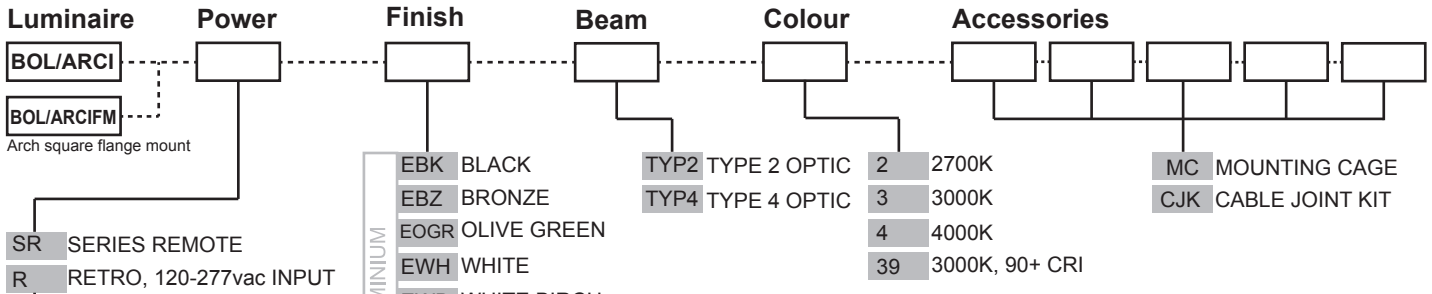 Luminaire Power Finish Beam Colour Accessories
BOL/ARCI
BOL/ARCIFM
Arch square flange mount
SR SERIES REMOTE
R RETRO, 120-277vac INPUT
EBK BLACK
EBZ BRONZE
EOGR OLIVE GREEN
EWH WHITE
WHITE BIRCH
TYP2 TYPE 2 OPTIC
TYP4 TYPE 4 OPTIC
2 2700K
3 3000K
4 4000K
39 3000K, 90+ CRI
MC MOUNTING CAGE
CJK CABLE JOINT KIT